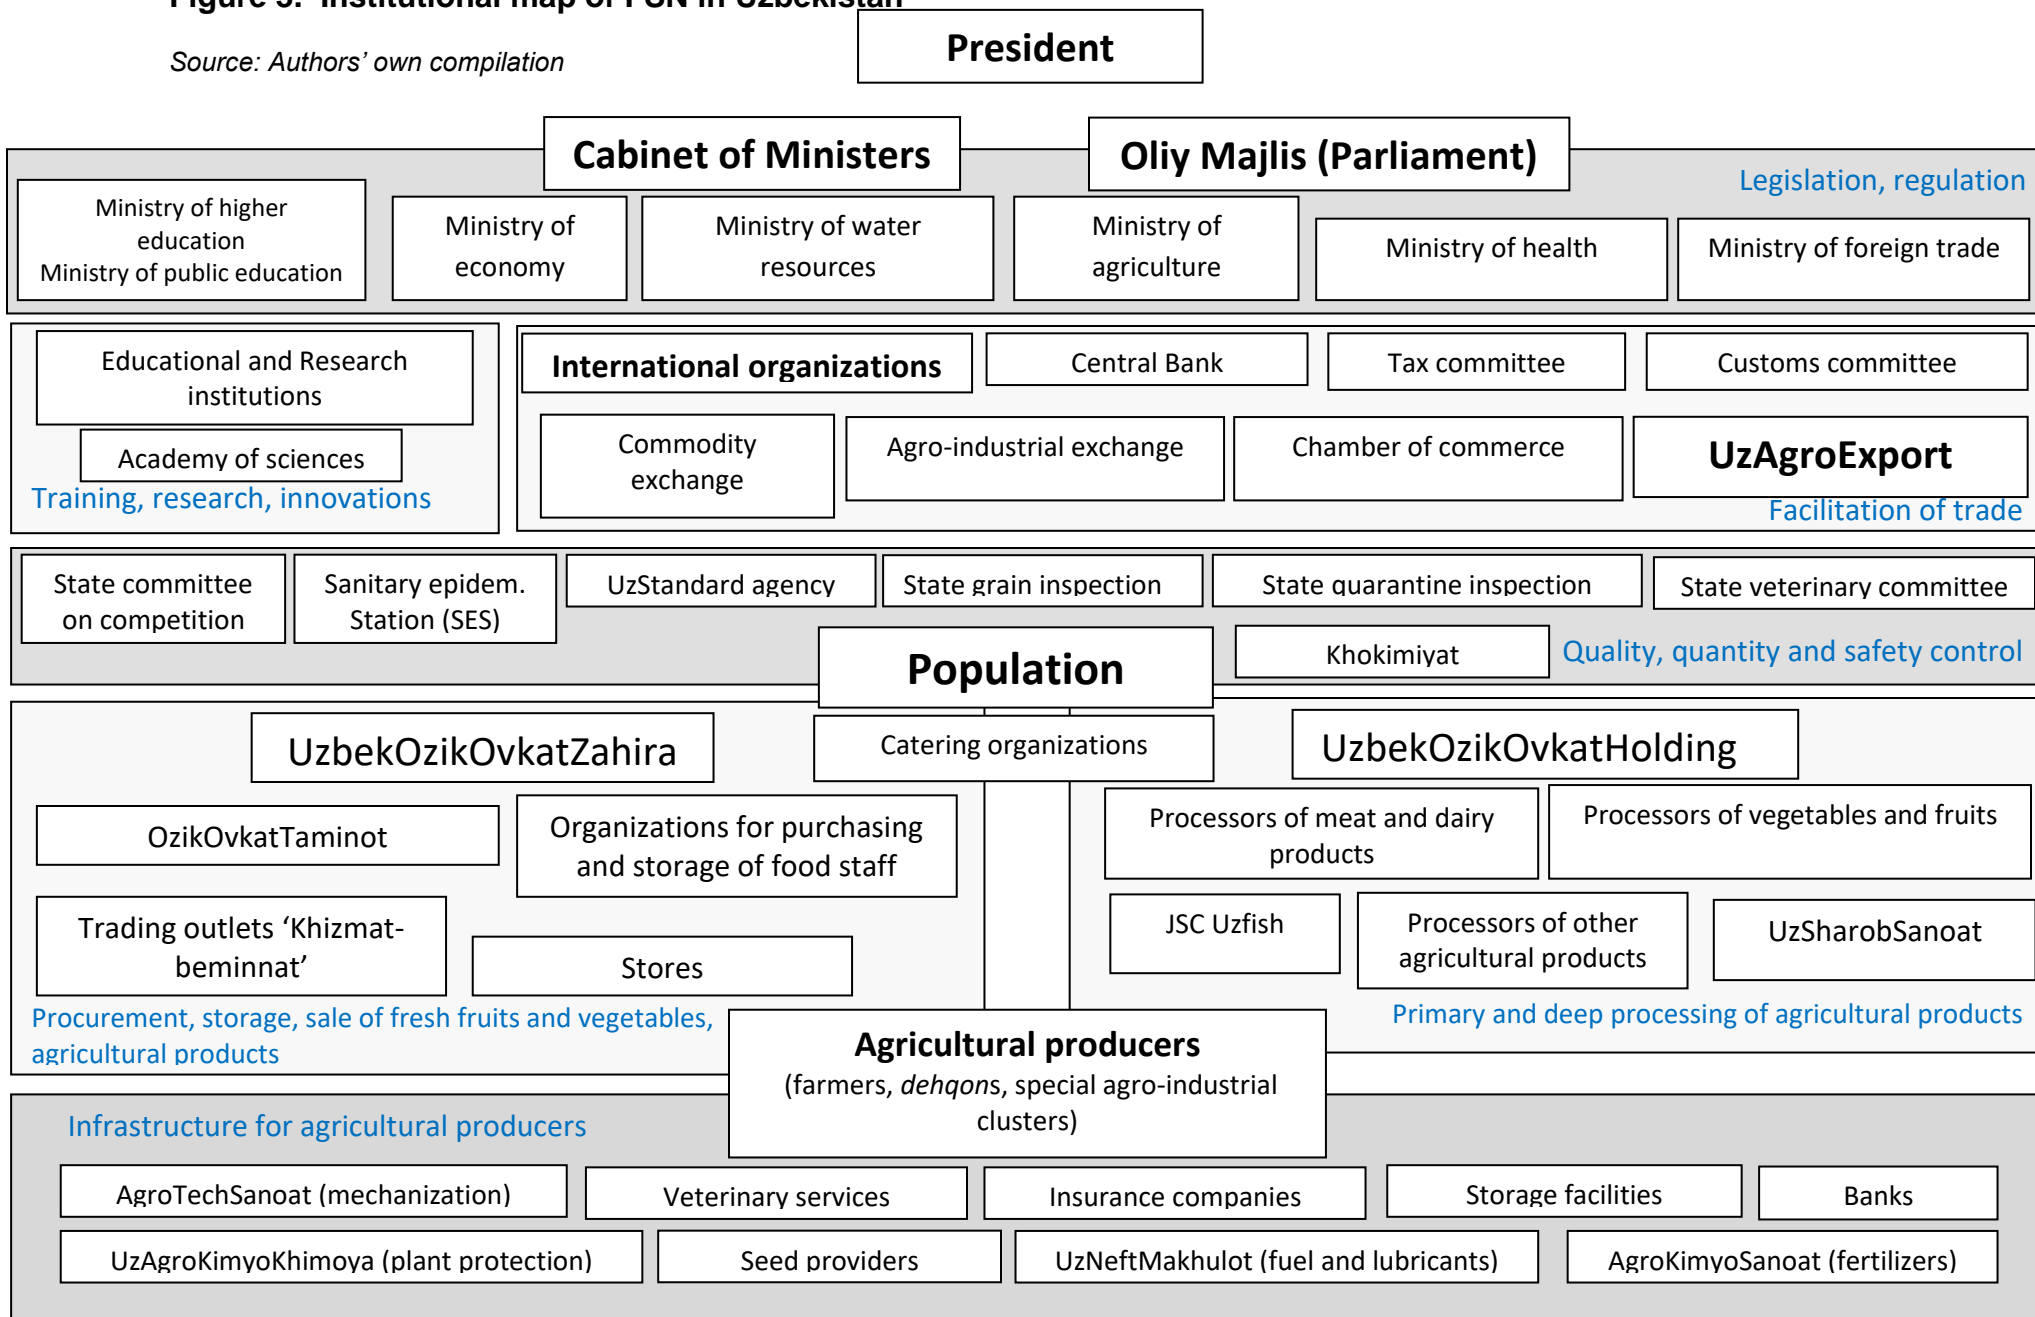 Figure 3. Institutional map of FSN in Uzbekistan
Source: Authors' own compilation
President
Cabinet of Ministers
Oliy Majlis (Parliament)
Legislation, regulation
Ministry of higher
education
Ministry of public education
Ministry of
economy
Ministry of water
resources
Ministry of
agriculture
Ministry of health
Ministry of foreign trade
Educational and Research
institutions
Academy of sciences
Training, research, innovations
International organizations
Central Bank
Tax committee
Customs committee
Commodity
exchange
Agro-industrial exchange
Chamber of commerce
UzAgroExport
Facilitation of trade
State committee
on competition
Sanitary epidem.
Station (SES)
UzStandard agency
State grain inspection
State quarantine inspection
State veterinary committee
Khokimiyat
Quality, quantity and safety control
Population
Catering organizations
UzbekOzikOvkatZahira
OzikOvkatTaminot
Organizations for purchasing
and storage of food staff
Trading outlets ‘Khizmat-
beminnat’
Stores
Procurement, storage, sale of fresh fruits and vegetables,
agricultural products
UzbekOzikOvkatHolding
Processors of meat and dairy
products
Processors of vegetables and fruits
JSC Uzfish
Processors of other
agricultural products
UzSharobSanoat
Primary and deep processing of agricultural products
Agricultural producers
(farmers, dehqons, special agro-industrial
clusters)
Infrastructure for agricultural producers
AgroTechSanoat (mechanization)
Veterinary services
Insurance companies
Storage facilities
Banks
UzAgroKimyoKhimoya (plant protection)
Seed providers
UzNeftMakhulot (fuel and lubricants)
AgroKimyoSanoat (fertilizers)